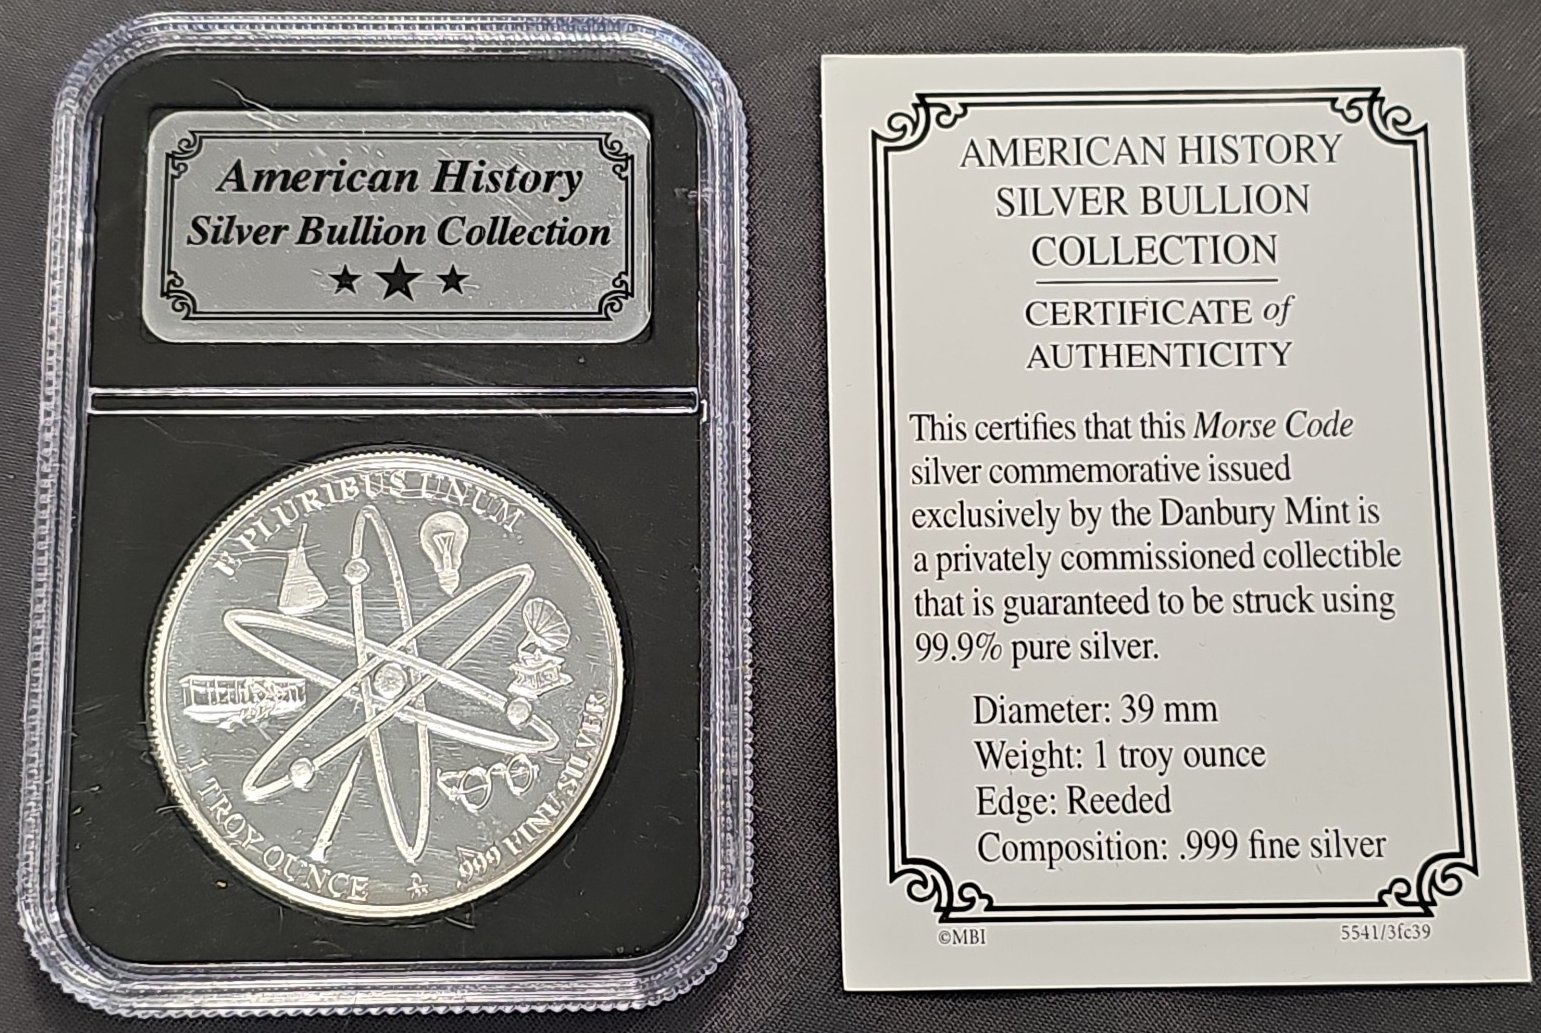 American History
Silver Bullion Collection
E PLURIBUS UNUM
1 TROY OUNCE
.999 FINE SILVER
AMERICAN HISTORY
SILVER BULLION
COLLECTION
CERTIFICATE of
AUTHENTICITY
This certifies that this Morse Code
silver commemorative issued
exclusively by the Danbury Mint is
a privately commissioned collectible
that is guaranteed to be struck using
99.9% pure silver.
Diameter: 39 mm
Weight: 1 troy ounce
Edge: Reeded
Composition: .999 fine silver
©MBI
5541/3fc39